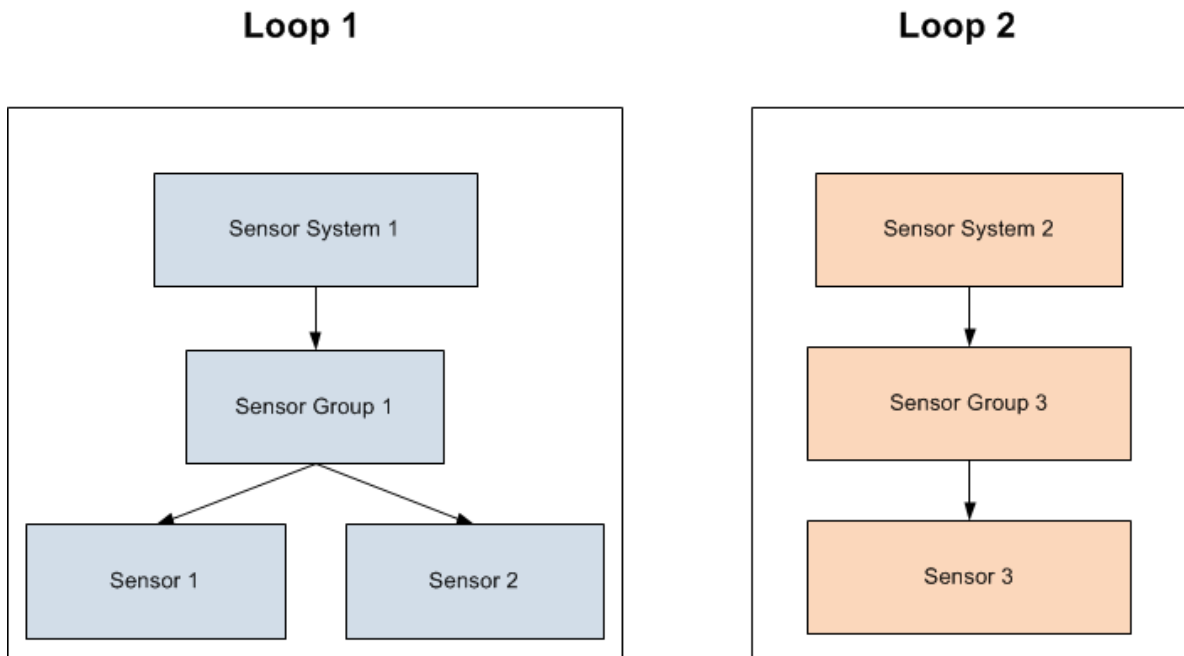 Loop 1
Loop 2
Sensor System 1
Sensor Group 1
Sensor 1
Sensor 2
Sensor System 2
Sensor Group 3
Sensor 3